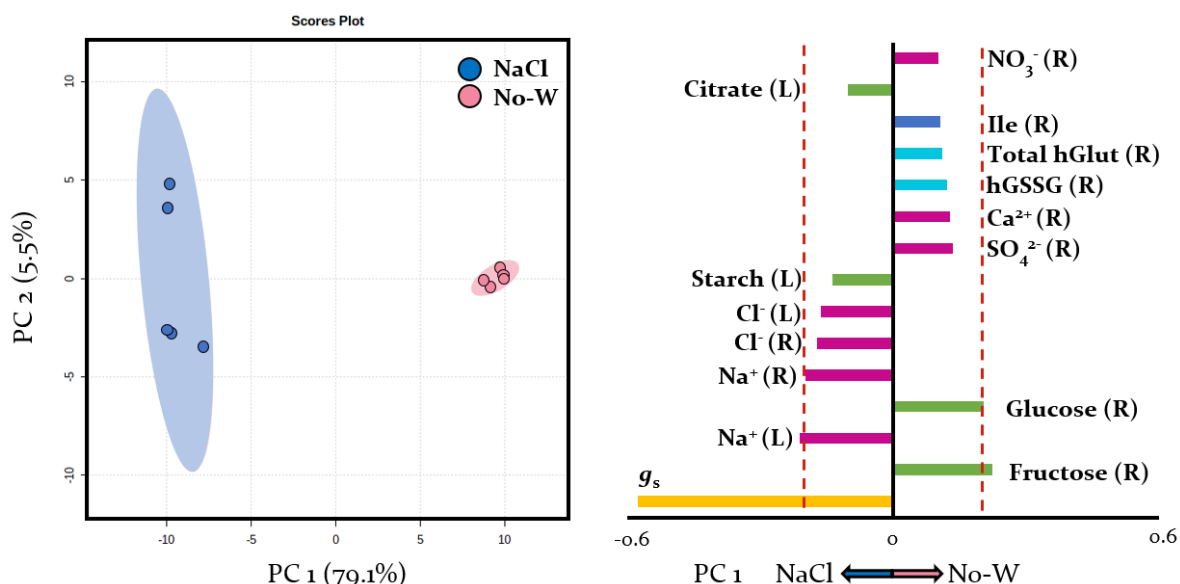 Scores Plot
NaCl
No-W
10
5
0
-5
-10
PC 2 (5.5%)
-10
-5
0
5
10
PC 1 (79.1%)
NO₃⁻ (R)
Citrate (L)
Ile (R)
Total hGlut (R)
hGSSG (R)
Ca²⁺ (R)
SO₄²⁻ (R)
Starch (L)
Cl⁻ (L)
Cl⁻ (R)
Na⁺ (R)
Glucose (R)
Na⁺ (L)
Fructose (R)
gₛ
-0.6
0
0.6
PC 1 NaCl No-W